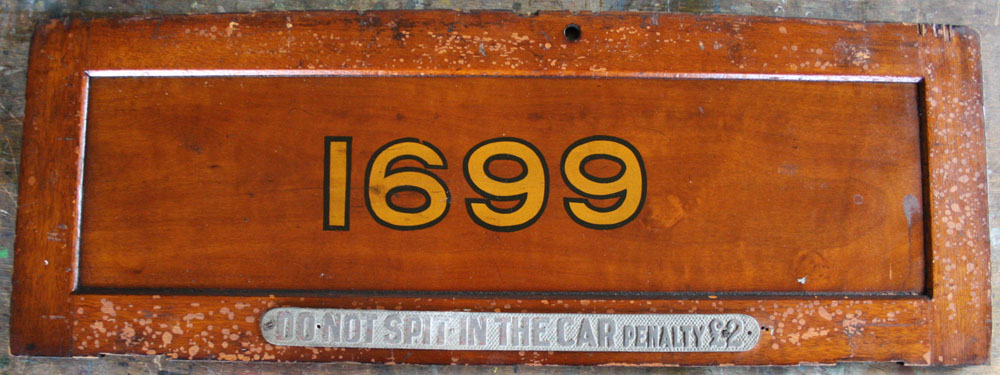 1699
DO NOT SPIT IN THE CAR PENALTY £2